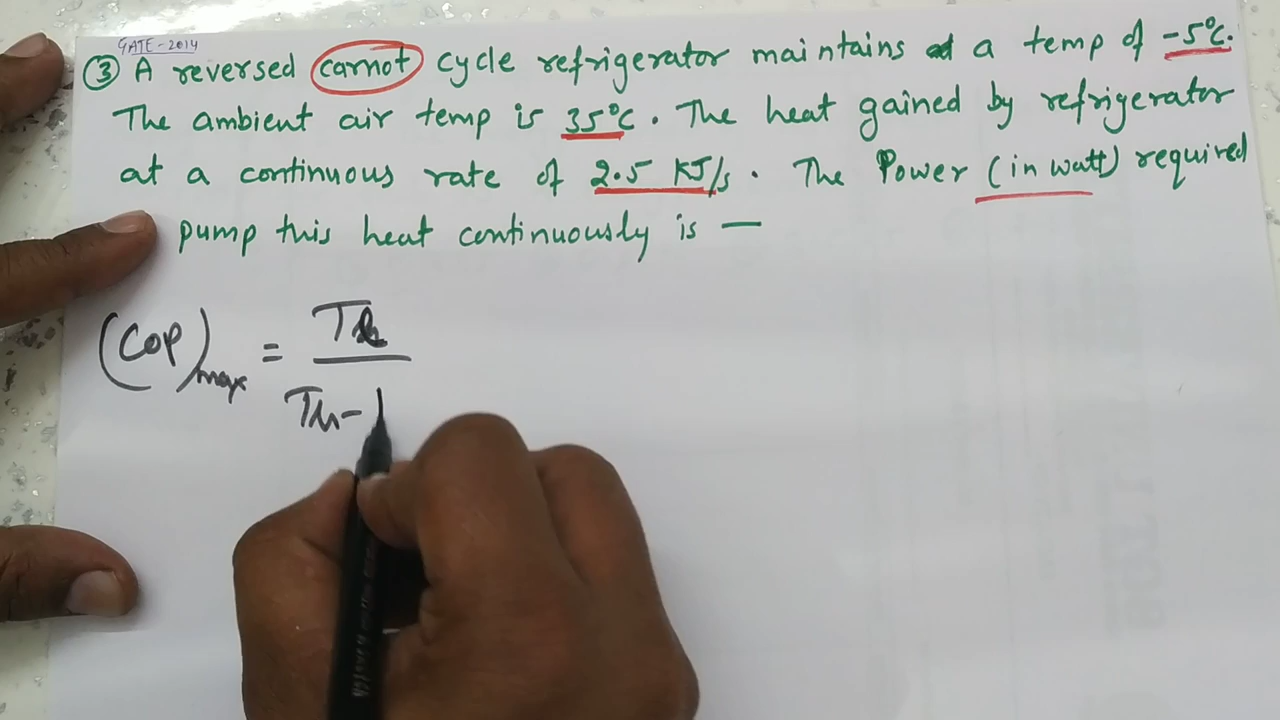 GATE-2014
③ A reversed carnot cycle refrigerator maintains a temp of -5°C.
The ambient air temp is 35°C. The heat gained by refrigerator
at a continuous rate of 2.5 KJ/s. The Power (in watt) required
pump this heat continuously is —
(COP)max = Tl
Th-